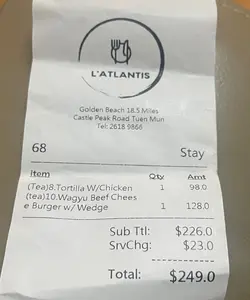 L'ATLANTIS
Golden Beach 18.5 Miles
Castle Peak Road Tuen Mun
Tel: 2618 9866
68 Stay
Item Qty Amt
(Tea)8.Tortilla W/Chicken 1 98.0
(tea)10.Wagyu Beef Chees
e Burger w/ Wedge 1 128.0
Sub Ttl: $226.0
SrvChg: $23.0
Total: $249.0